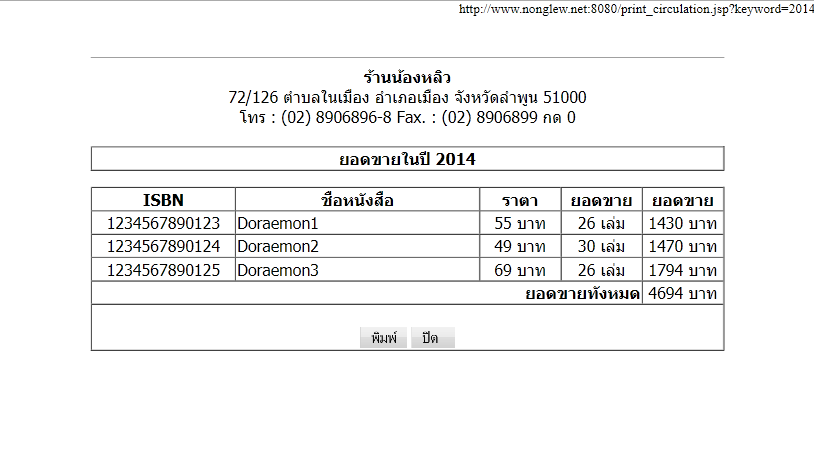 http://www.nonglew.net:8080/print_circulation.jsp?keyword=2014
ร้านน้องหลิว
72/126 ตำบลในเมือง อำเภอเมือง จังหวัดลำพูน 51000
โทร : (02) 8906896-8 Fax. : (02) 8906899 กด 0
ยอดขายในปี 2014
ISBN ชื่อหนังสือ ราคา ยอดขาย ยอดขาย
1234567890123 Doraemon1 55 บาท 26 เล่ม 1430 บาท
1234567890124 Doraemon2 49 บาท 30 เล่ม 1470 บาท
1234567890125 Doraemon3 69 บาท 26 เล่ม 1794 บาท
ยอดขายทั้งหมด 4694 บาท
พิมพ์ ปิด